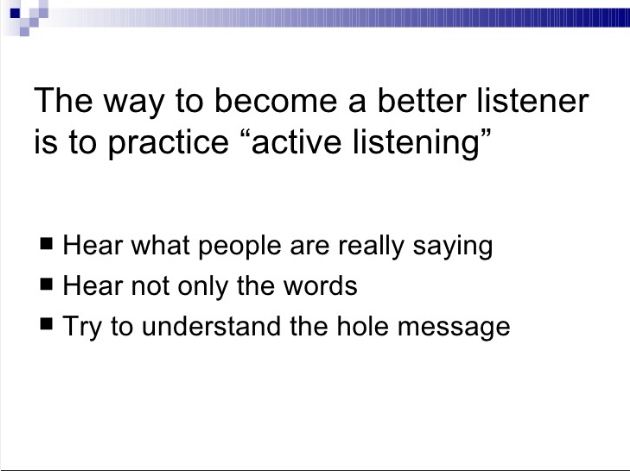 The way to become a better listener
is to practice “active listening”
■ Hear what people are really saying
■ Hear not only the words
■ Try to understand the hole message